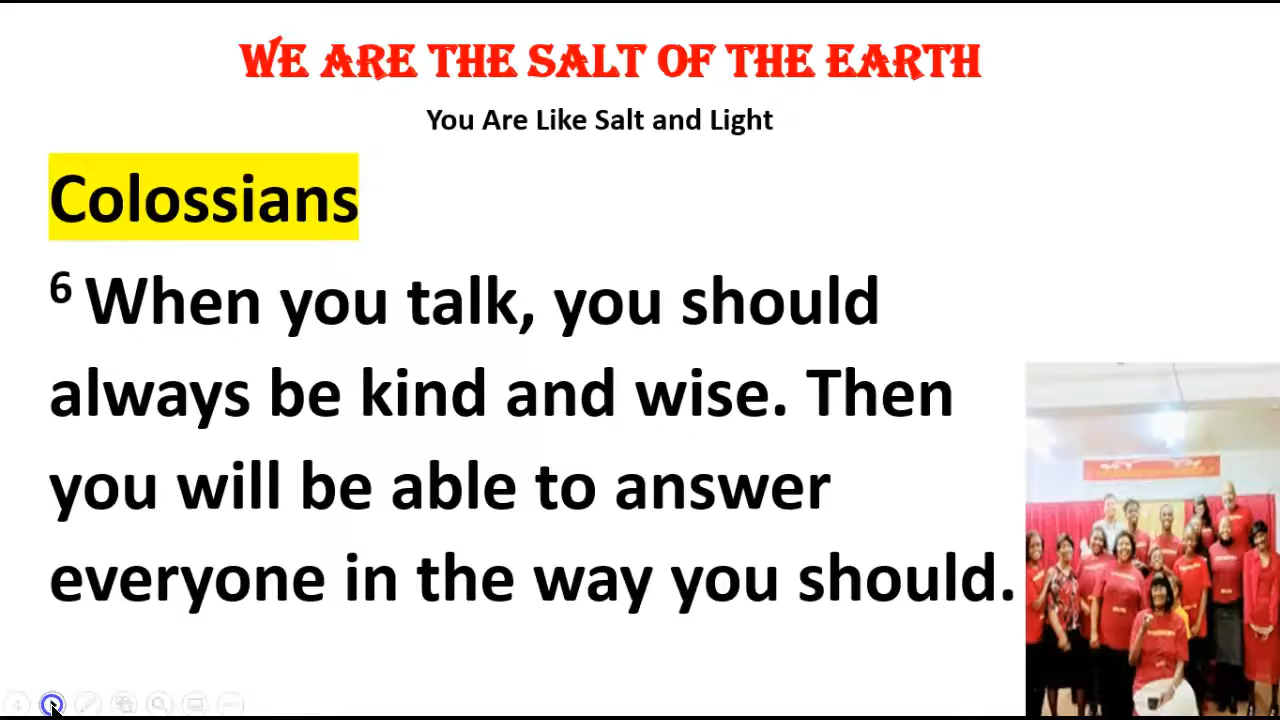 WE ARE THE SALT OF THE EARTH
You Are Like Salt and Light
Colossians
6 When you talk, you should
always be kind and wise. Then
you will be able to answer
everyone in the way you should.